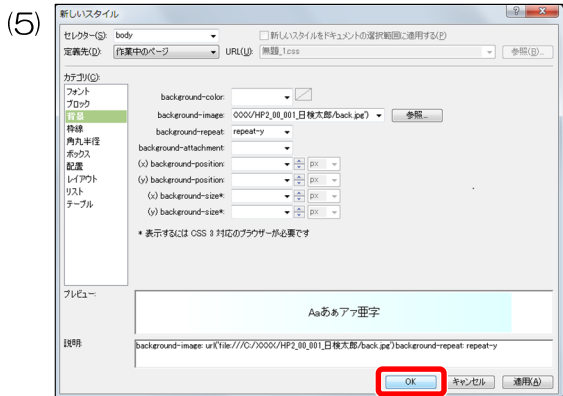 (5)
新しいスタイル
セレクター(S): body 新しいスタイルをドキュメントの選択範囲に適用する(P)
定義先(D): 作業中のページ URL(U): 無題_1.css 参照(B)...
カテゴリ(C):
フォント
ブロック
背景
枠線
角丸半径
ボックス
配置
レイアウト
リスト
テーブル
background-color:
background-image: OOOX/HP2_00_001_日検太郎/back.jpg') 参照...
background-repeat: repeat-y
background-attachment:
(x) background-position: px
(y) background-position: px
(x) background-size*: px
(y) background-size*: px
* 表示するには CSS 3 対応のブラウザーが必要です
プレビュー:
Aaあぁアァ亜宇
説明:
background-image: url('file:///C:/XXXX/HP2_00_001_日検太郎/back.jpg') background-repeat: repeat-y
OK キャンセル 適用(A)